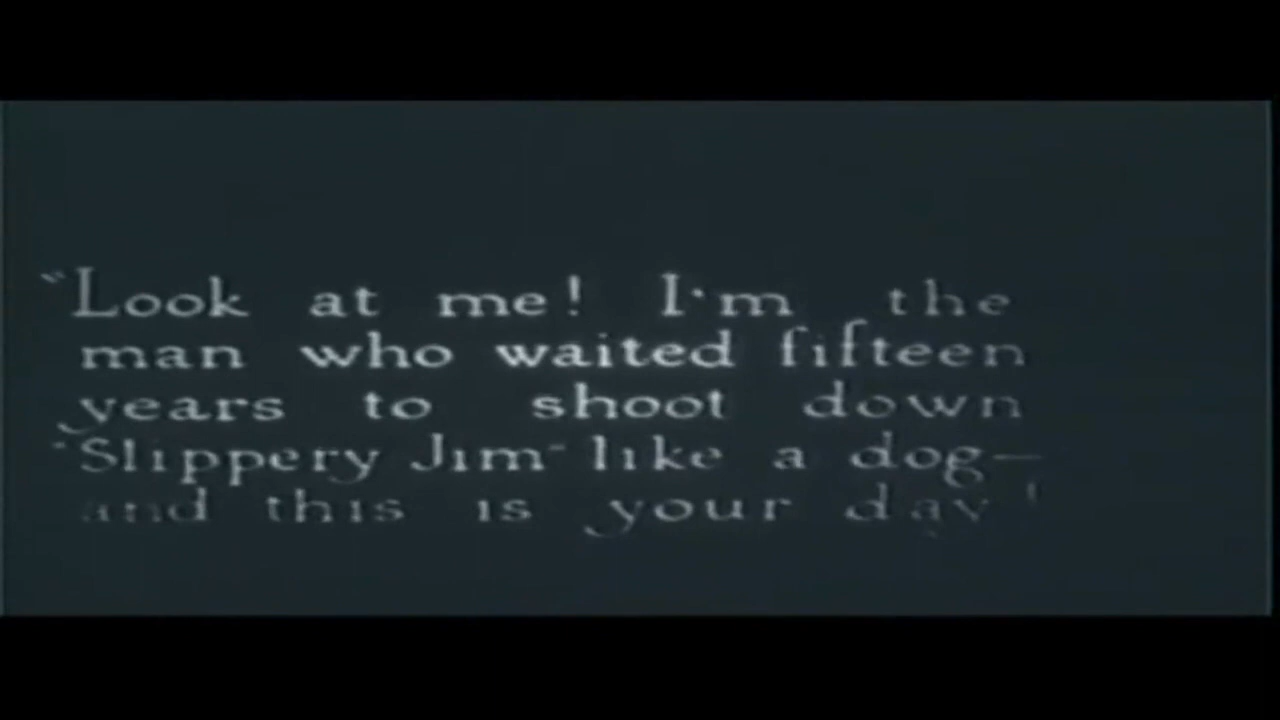 "Look at me! I'm the
man who waited fifteen
years to shoot down
"Slippery Jim" like a dog—
and this is your day!